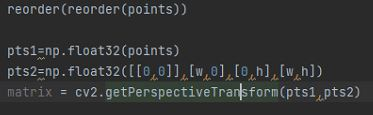 reorder(reorder(points))
pts1=np.float32(points)
pts2=np.float32([[0,0]],[w,0],[0,h],[w,h])
matrix = cv2.getPerspectiveTransform(pts1,pts2)